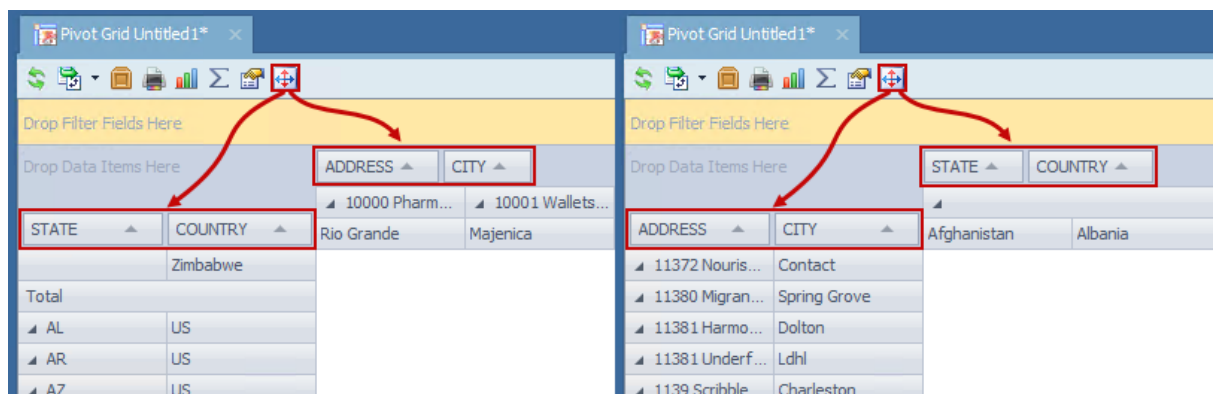 Pivot Grid Untitled1*
Drop Filter Fields Here
Drop Data Items Here
ADDRESS CITY
10000 Pharm... 10001 Wallets...
STATE COUNTRY Rio Grande Majenica
Zimbabwe
Total
AL US
AR US
AZ US
Pivot Grid Untitled1*
Drop Filter Fields Here
Drop Data Items Here
STATE COUNTRY
ADDRESS CITY Afghanistan Albania
11372 Nouris... Contact
11380 Migran... Spring Grove
11381 Harmo... Dolton
11381 Underf... Ldhl
1139 Scribble Charleston